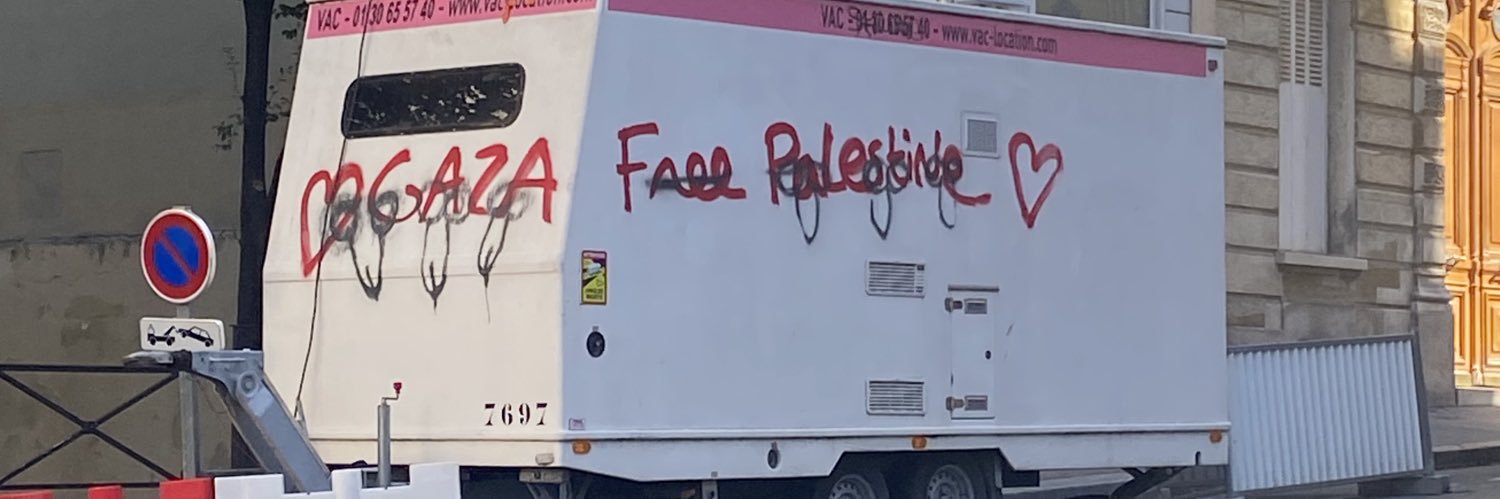 VAC - 01/30 65 57 40 - www.vac-location.com
VAC - 01 30 65 57 40 - www.vac-location.com
GAZA
Free Palestine
7697